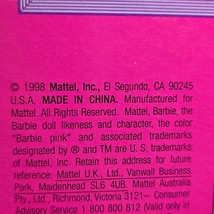 © 1998 Mattel, Inc., El Segundo, CA 90245
U.S.A. MADE IN CHINA. Manufactured for
Mattel. All Rights Reserved. Mattel, Barbie, the
Barbie doll likeness and character, the color
"Barbie pink" and associated trademarks
designated by ® and TM are U. S. trademarks
of Mattel. Retain this address for future
reference: Mattel U.K., Ltd., Vanwall Business
Park, Maidenhead SL6 4UB. Mattel Australia
Pty., Ltd., Richmond, Victoria 3121– Consumer
Advisory Service 1 800 800 812 (Valid only in